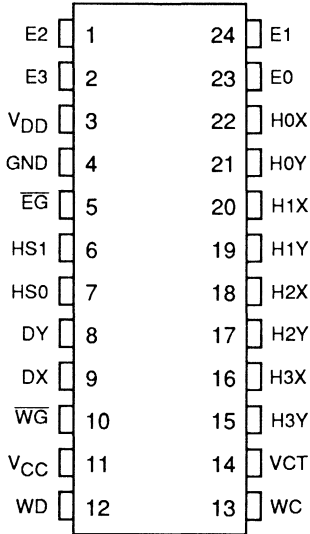 E2 1 24 E1
E3 2 23 E0
VDD 3 22 H0X
GND 4 21 H0Y
E̅G̅ 5 20 H1X
HS1 6 19 H1Y
HS0 7 18 H2X
DY 8 17 H2Y
DX 9 16 H3X
W̅G̅ 10 15 H3Y
VCC 11 14 VCT
WD 12 13 WC